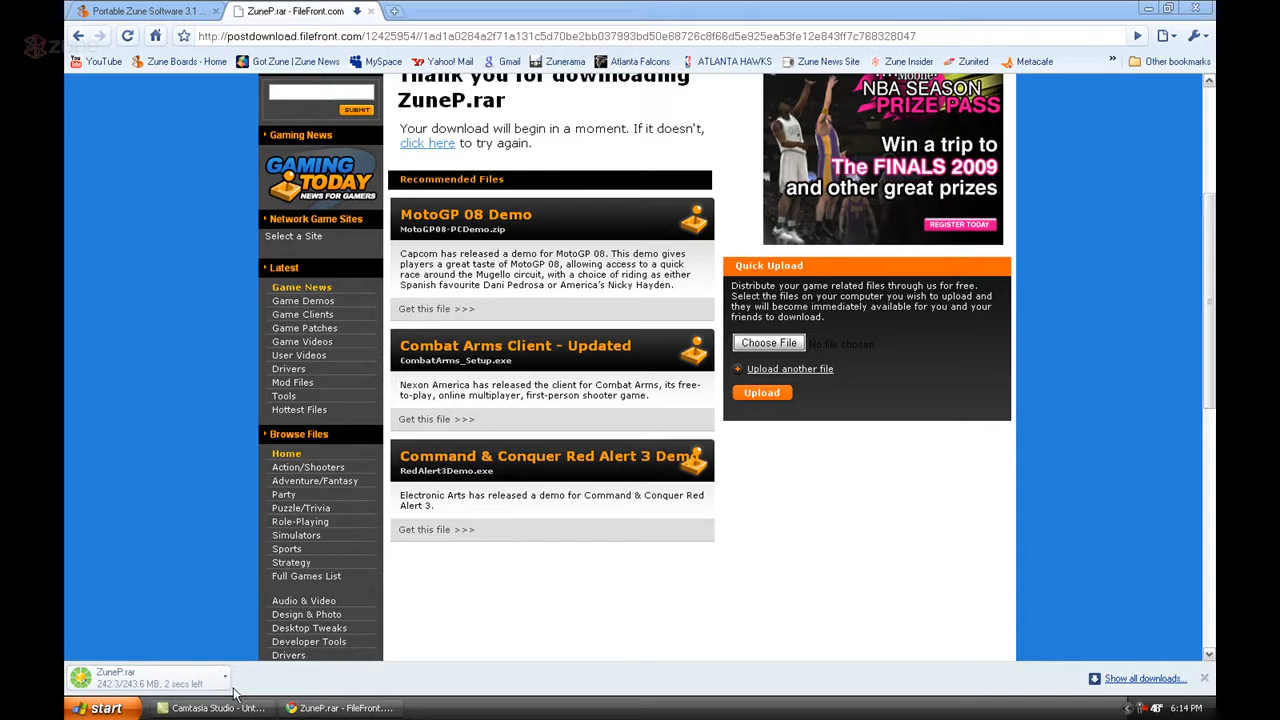 Portable Zune Software 3.1 ...
ZuneP.rar - FileFront.com
http://postdownload.filefront.com/12425954//1ad1a0284a2f71a131c5d71bb037993bd50e68726c8f66d5e925ea53fe12e843ff7c768328047
YouTube
Zune Boards - Home
Got Zune | Zune News
MySpace
Yahoo! Mail
Gmail
Zunerama
Atlanta Falcons
ATLANTA HAWKS
Zune News Site
Zune Insider
Zunited
Metacafe
Other bookmarks
zune
SUBMIT
Gaming News
GAMING
TODAY
NEWS FOR GAMERS
Network Game Sites
Select a Site
Latest
Game News
Game Demos
Game Clients
Game Patches
Game Videos
User Videos
Drivers
Mod Files
Tools
Hottest Files
Browse Files
Home
Action/Shooters
Adventure/Fantasy
Party
Puzzle/Trivia
Role-Playing
Simulators
Sports
Strategy
Full Games List
Audio & Video
Design & Photo
Desktop Tweaks
Developer Tools
Drivers
Thank you for downloading
ZuneP.rar
Your download will begin in a moment. If it doesn't,
click here to try again.
Recommended Files
MotoGP 08 Demo
MotoGP08-PCDemo.zip
Capcom has released a demo for MotoGP 08. This demo gives
players a great taste of MotoGP 08, allowing access to a quick
race around the Mugello circuit, with a choice of riding as either
Spanish favourite Dani Pedrosa or America's Nicky Hayden.
Get this file >>>
Combat Arms Client - Updated
CombatArms_Setup.exe
Nexon America has released the client for Combat Arms, its free-
to-play, online multiplayer, first-person shooter game.
Get this file >>>
Command & Conquer Red Alert 3 Dem
RedAlert3Demo.exe
Electronic Arts has released a demo for Command & Conquer Red
Alert 3.
Get this file >>>
NBA SEASON
PRIZE PASS
Win a trip to
The FINALS 2009
and other great prizes
REGISTER TODAY
Quick Upload
Distribute your game related files through us for free.
Select the files on your computer you wish to upload and
they will become immediately available for you and your
friends to download.
Choose File
No file chosen
Upload another file
Upload
ZuneP.rar
242.3/243.6 MB, 2 secs left
Show all downloads...
start
Camtasia Studio - Unt...
ZuneP.rar - FileFront....
48°
6:14 PM